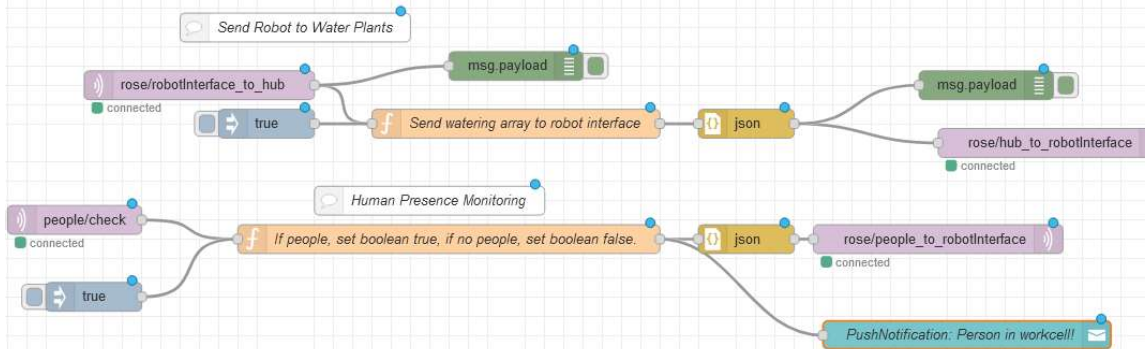 Send Robot to Water Plants
msg.payload
rose/robotInterface_to_hub
connected
msg.payload
true
Send watering array to robot interface
json
rose/hub_to_robotInterface
connected
Human Presence Monitoring
people/check
connected
If people, set boolean true, if no people, set boolean false.
json
rose/people_to_robotInterface
connected
true
PushNotification: Person in workcell!